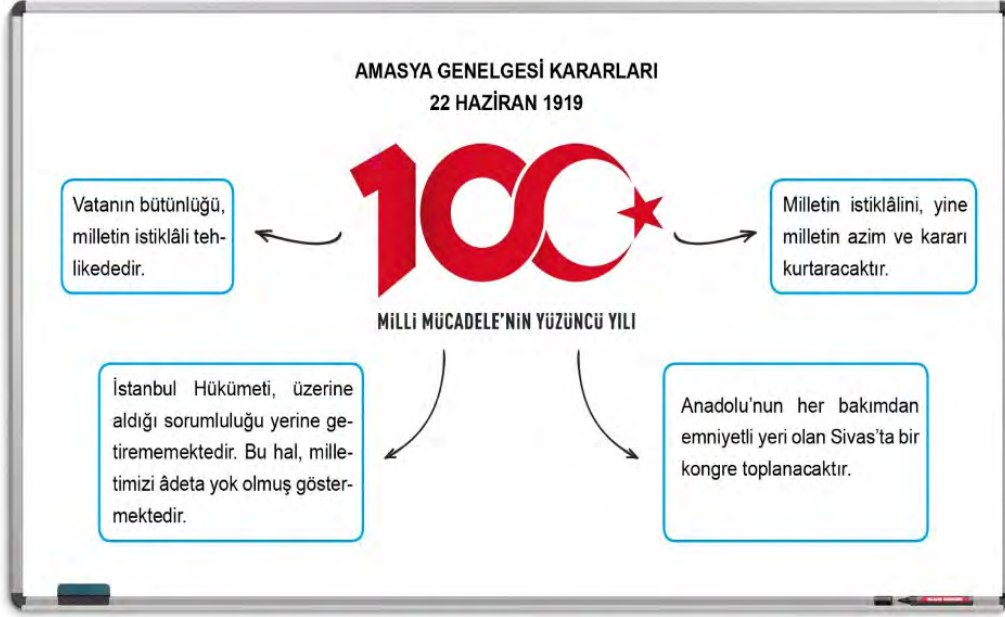 AMASYA GENELGESİ KARARLARI
22 HAZİRAN 1919
100
MİLLİ MÜCADELE'NİN YÜZÜNCÜ YILI
Vatanın bütünlüğü,
milletin istiklâli teh-
likededir.
Milletin istiklâlini, yine
milletin azim ve kararı
kurtaracaktır.
İstanbul Hükümeti, üzerine
aldığı sorumluluğu yerine ge-
tirememektedir. Bu hal, mille-
timizi âdeta yok olmuş göster-
mektedir.
Anadolu'nun her bakımdan
emniyetli yeri olan Sivas'ta bir
kongre toplanacaktır.